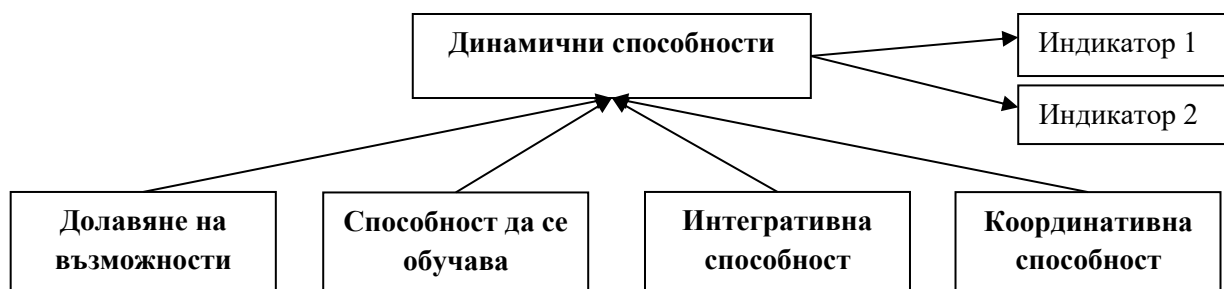 Динамични способности
Индикатор 1
Индикатор 2
Долавяне на
възможности
Способност да се
обучава
Интегративна
способност
Координативна
способност